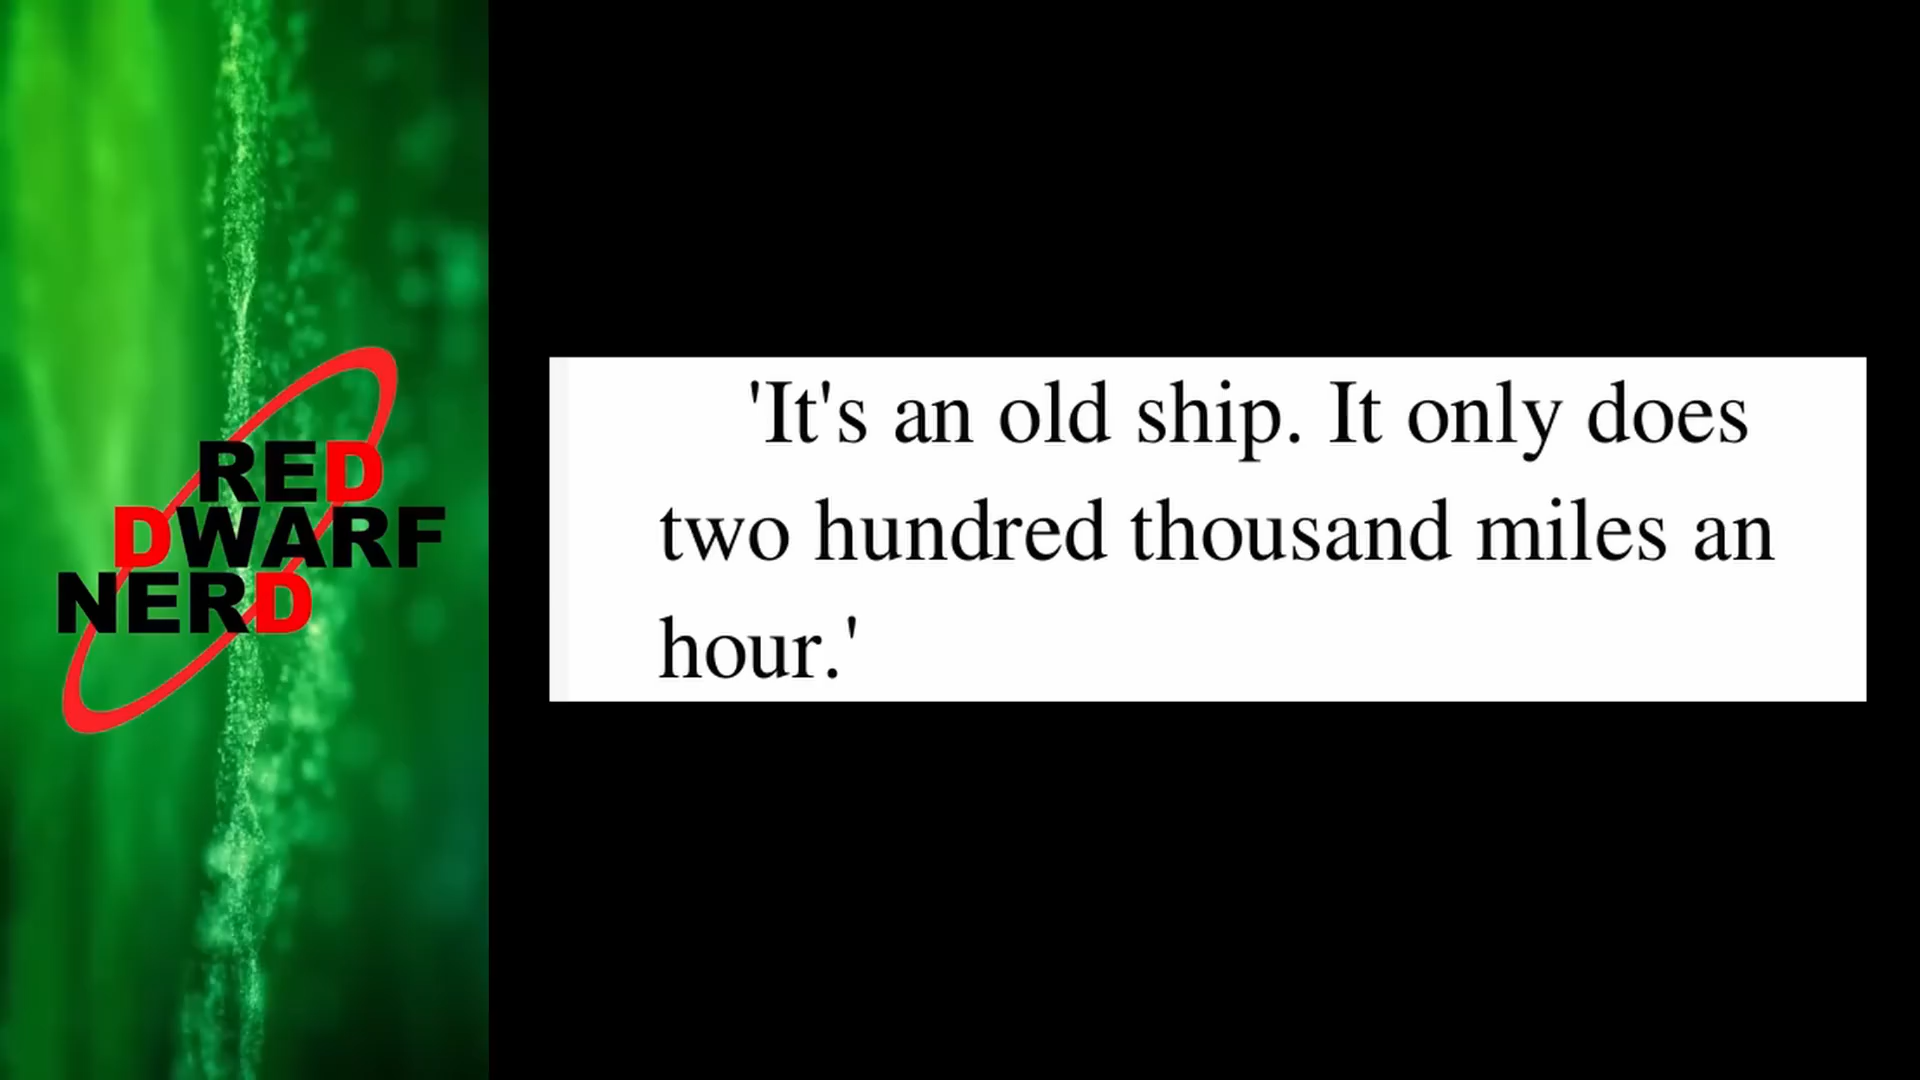 RED
DWARF
NERD
'It's an old ship. It only does
two hundred thousand miles an
hour.'